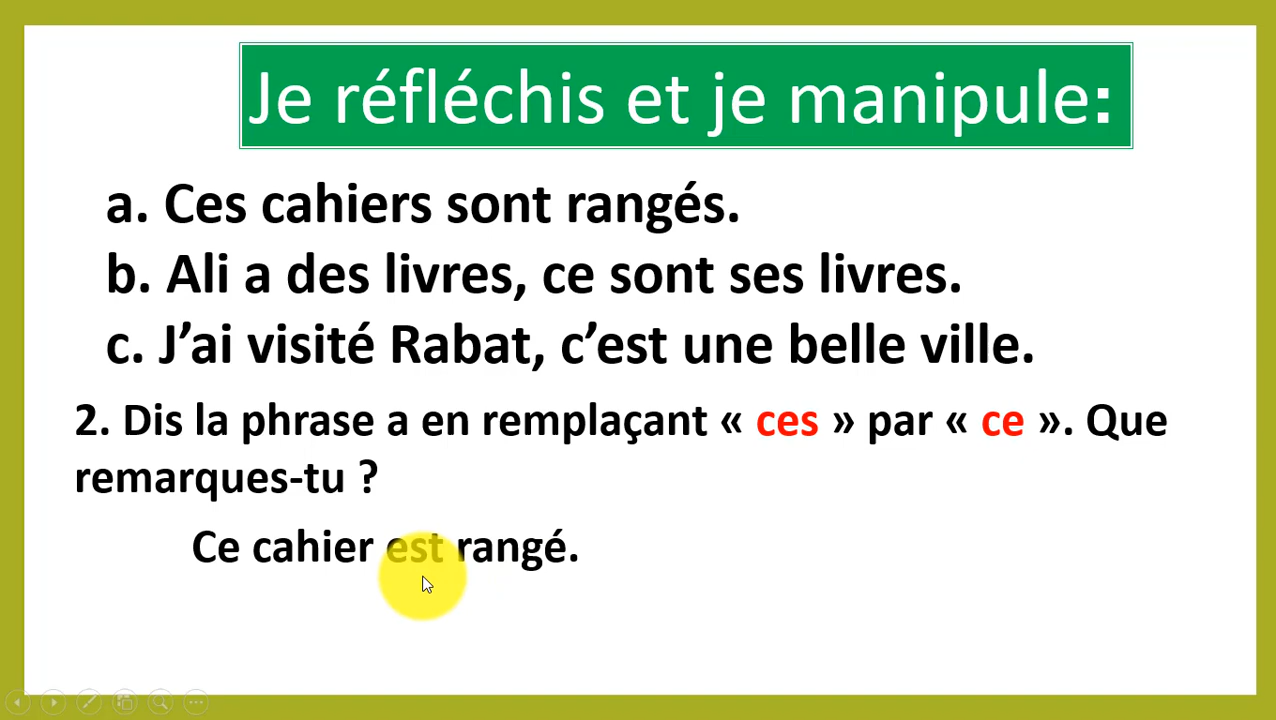 Je réfléchis et je manipule:
a. Ces cahiers sont rangés.
b. Ali a des livres, ce sont ses livres.
c. J’ai visité Rabat, c’est une belle ville.
2. Dis la phrase a en remplaçant « ces » par « ce ». Que
remarques-tu ?
Ce cahier est rangé.